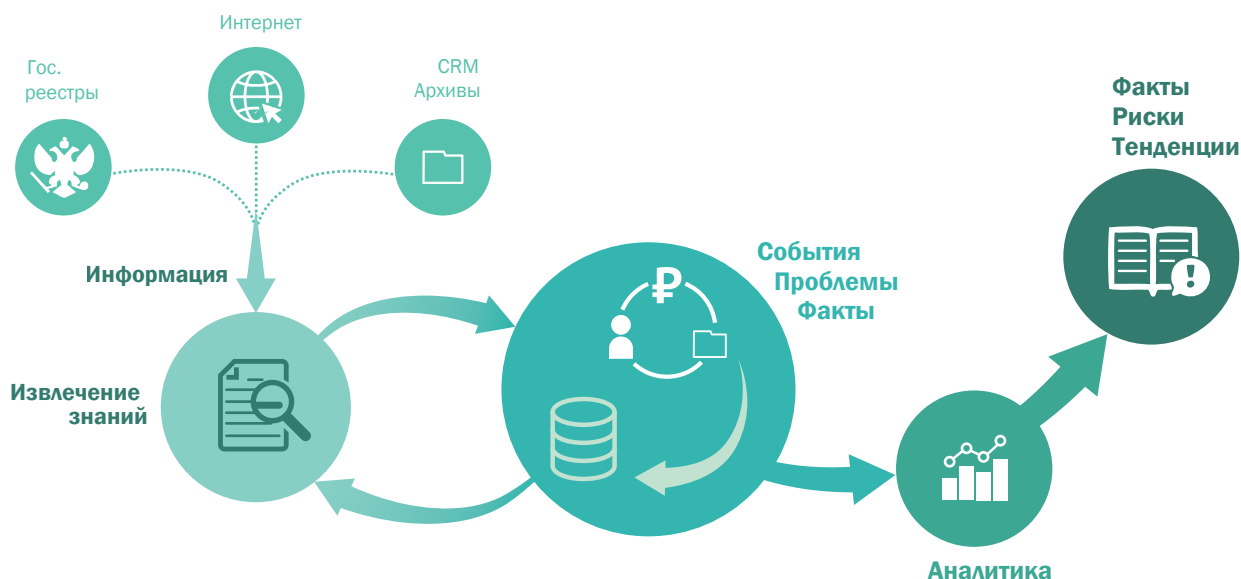 Интернет
Гос.
реестры
CRM
Архивы
Факты
Риски
Тенденции
Информация
События
Проблемы
Факты
Извлечение
знаний
Аналитика